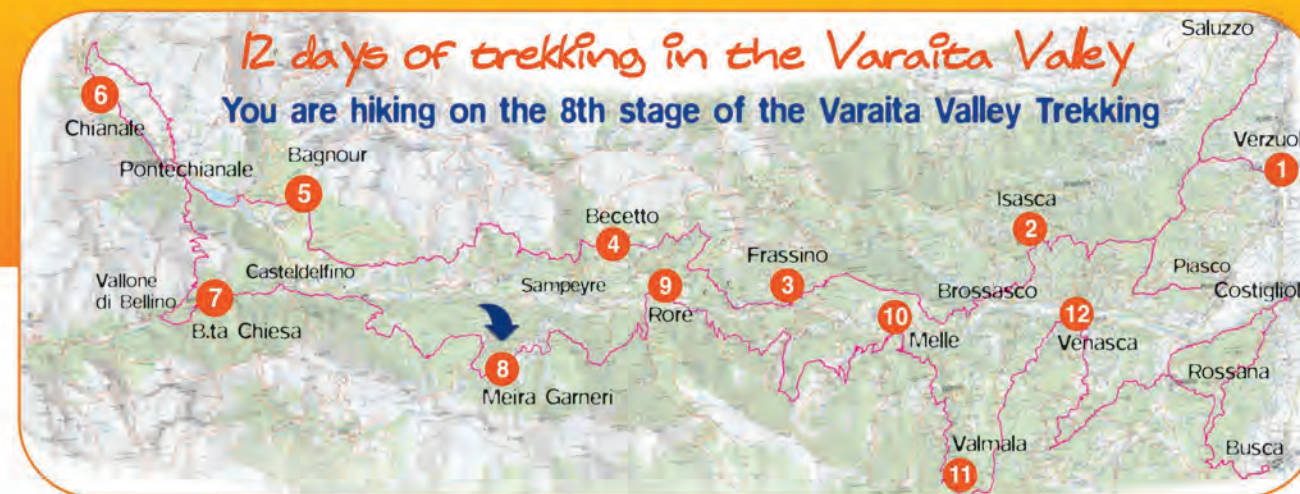 12 days of trekking in the Varaita Valley
You are hiking on the 8th stage of the Varaita Valley Trekking
Saluzzo
Verzuol
1
6
Chianale
Bagnour
Pontechianale
5
Isasca
2
Becetto
4
Frassino
Piasco
Costigliol
Casteldelfino
Sampeyre
9
3
Vallone
di Bellino
7
Rore
Brossasco
10
12
B.ta Chiesa
Melle
Venasca
8
Meira Garneri
Rossana
Valmala
Busca
11